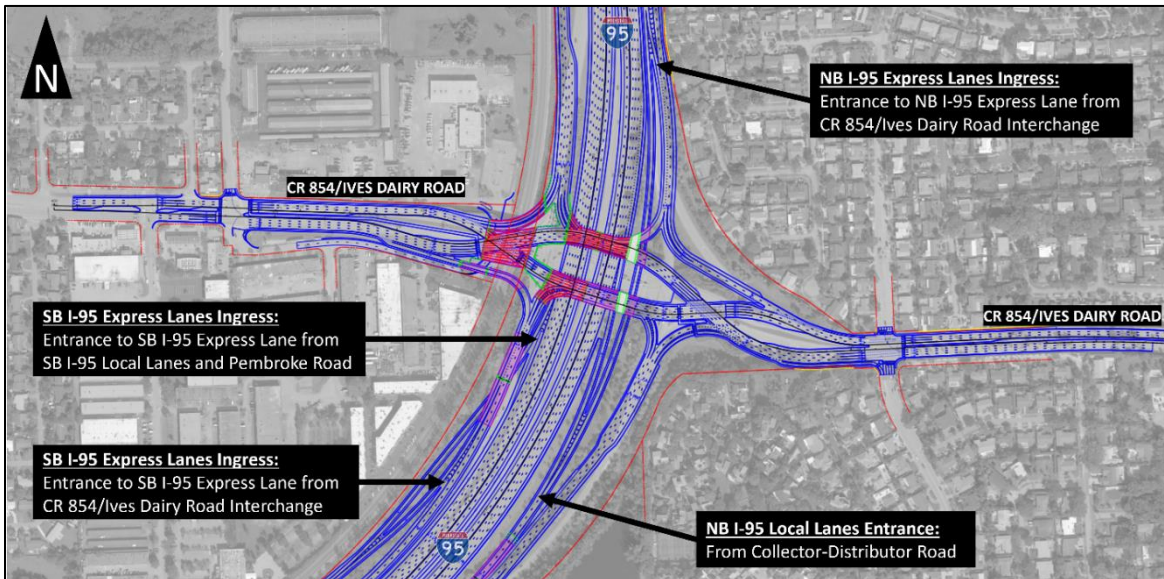 95
N
NB I-95 Express Lanes Ingress:
Entrance to NB I-95 Express Lane from
CR 854/Ives Dairy Road Interchange
CR 854/IVES DAIRY ROAD
SB I-95 Express Lanes Ingress:
Entrance to SB I-95 Express Lane from
SB I-95 Local Lanes and Pembroke Road
CR 854/IVES DAIRY ROAD
SB I-95 Express Lanes Ingress:
Entrance to SB I-95 Express Lane from
CR 854/Ives Dairy Road Interchange
NB I-95 Local Lanes Entrance:
From Collector-Distributor Road
95